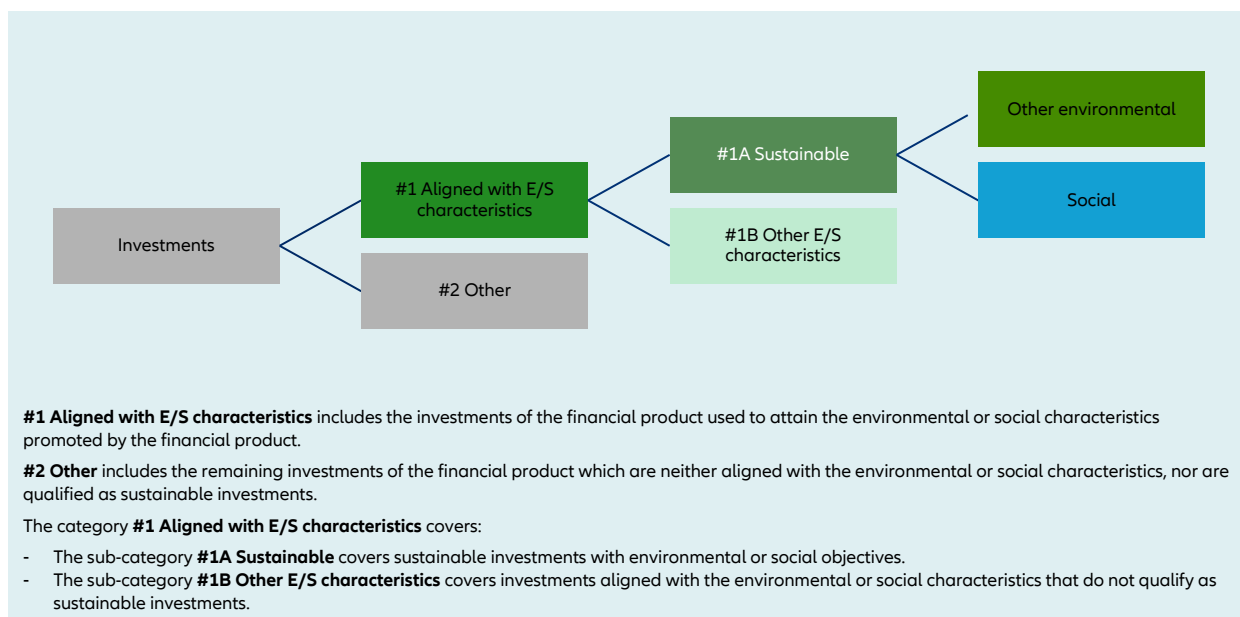 Other environmental
#1A Sustainable
#1 Aligned with E/S
characteristics
Social
Investments
#1B Other E/S
characteristics
#2 Other
#1 Aligned with E/S characteristics includes the investments of the financial product used to attain the environmental or social characteristics
promoted by the financial product.
#2 Other includes the remaining investments of the financial product which are neither aligned with the environmental or social characteristics, nor are
qualified as sustainable investments.
The category #1 Aligned with E/S characteristics covers:
- The sub-category #1A Sustainable covers sustainable investments with environmental or social objectives.
- The sub-category #1B Other E/S characteristics covers investments aligned with the environmental or social characteristics that do not qualify as
sustainable investments.